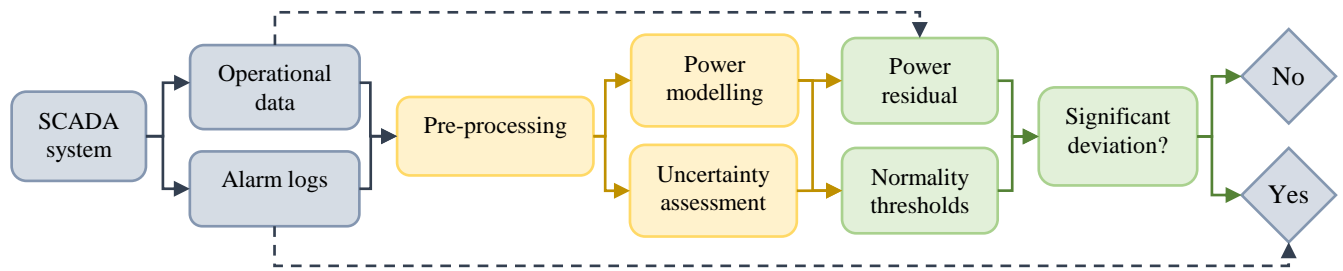 SCADA
system
Operational
data
Alarm logs
Pre-processing
Power
modelling
Uncertainty
assessment
Power
residual
Normality
thresholds
Significant
deviation?
No
Yes